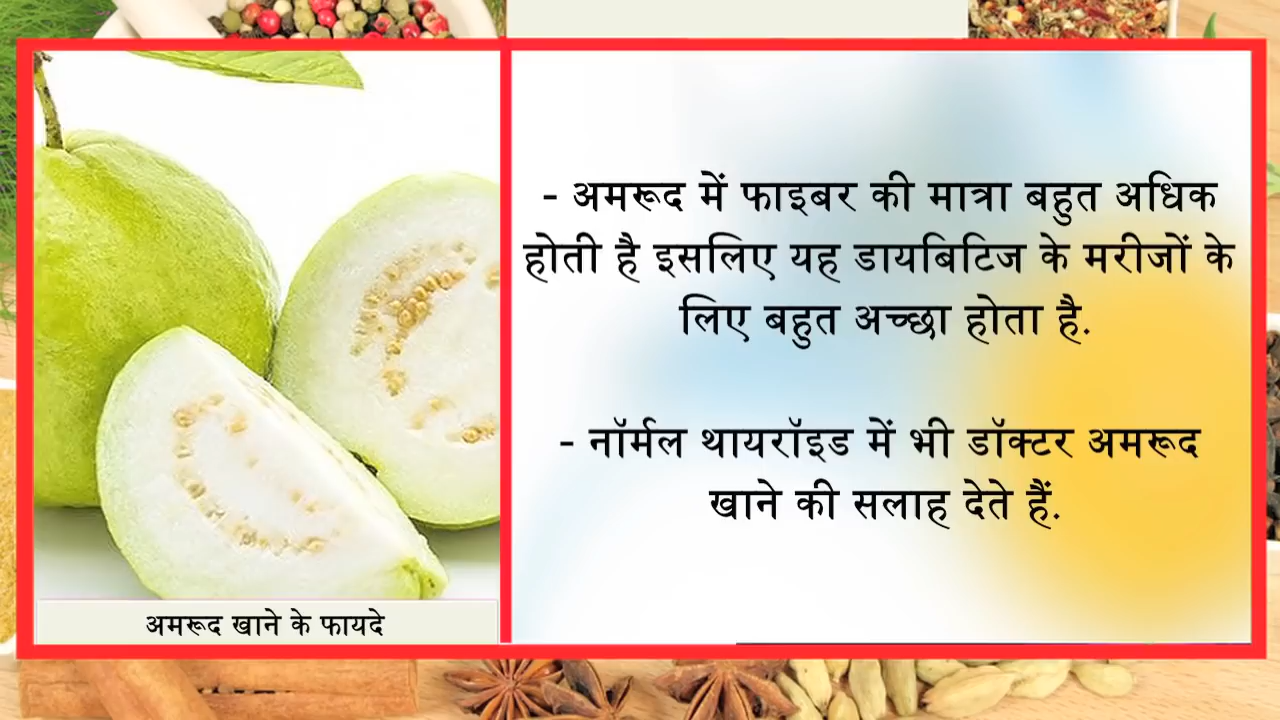 - अमरूद में फाइबर की मात्रा बहुत अधिक
होती है इसलिए यह डायबिटिज के मरीजों के
लिए बहुत अच्छा होता है.
- नॉर्मल थायरॉइड में भी डॉक्टर अमरूद
खाने की सलाह देते हैं.
अमरूद खाने के फायदे